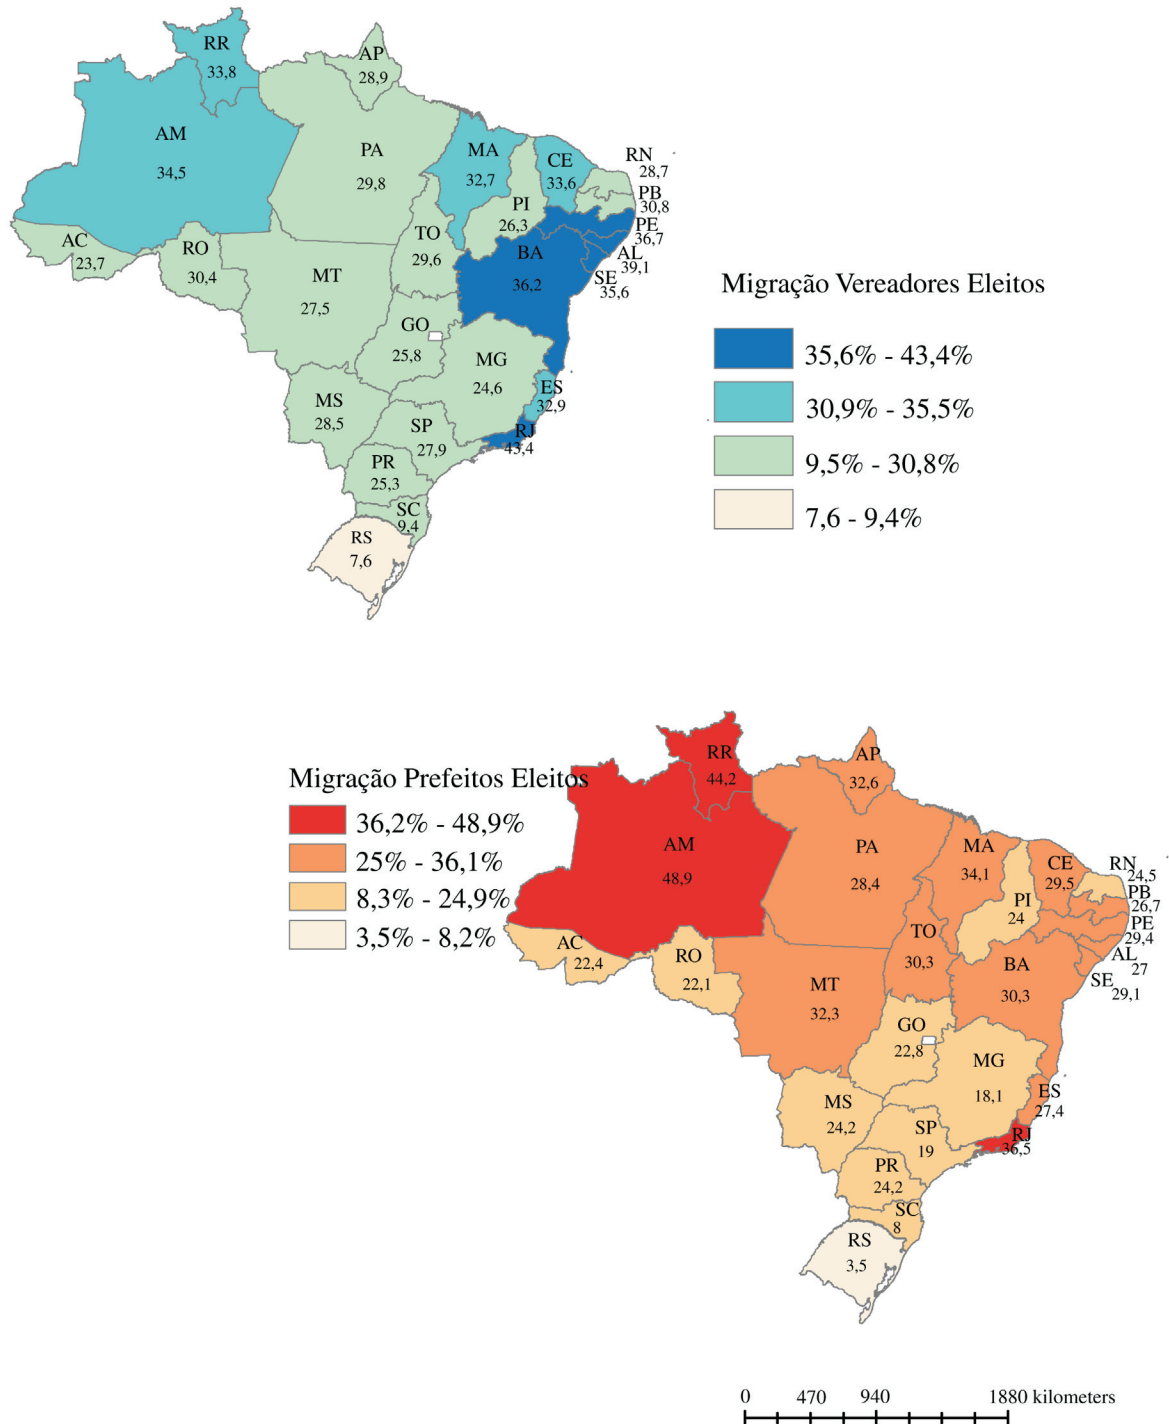 RR
33,8
AP
28,9
AM
34,5
PA
29,8
MA
32,7
CE
33,6
RN
28,7
PB
30,8
PI
26,3
PE
36,7
AC
23,7
RO
30,4
TO
29,6
BA
36,2
AL
39,1
SE
35,6
MT
27,5
GO
25,8
MG
24,6
ES
32,9
MS
28,5
SP
27,9
RJ
43,4
PR
25,3
SC
9,4
RS
7,6
Migração Vereadores Eleitos
35,6% - 43,4%
30,9% - 35,5%
9,5% - 30,8%
7,6 - 9,4%
Migração Prefeitos Eleitos
36,2% - 48,9%
25% - 36,1%
8,3% - 24,9%
3,5% - 8,2%
RR
44,2
AP
32,6
AM
48,9
PA
28,4
MA
34,1
CE
29,5
RN
24,5
PB
26,7
PI
24
PE
29,4
AC
22,4
RO
22,1
TO
30,3
BA
30,3
AL
27
SE
29,1
MT
32,3
GO
22,8
MG
18,1
ES
27,4
MS
24,2
SP
19
RJ
36,5
PR
24,2
SC
8
RS
3,5
0 470 940 1880 kilometers